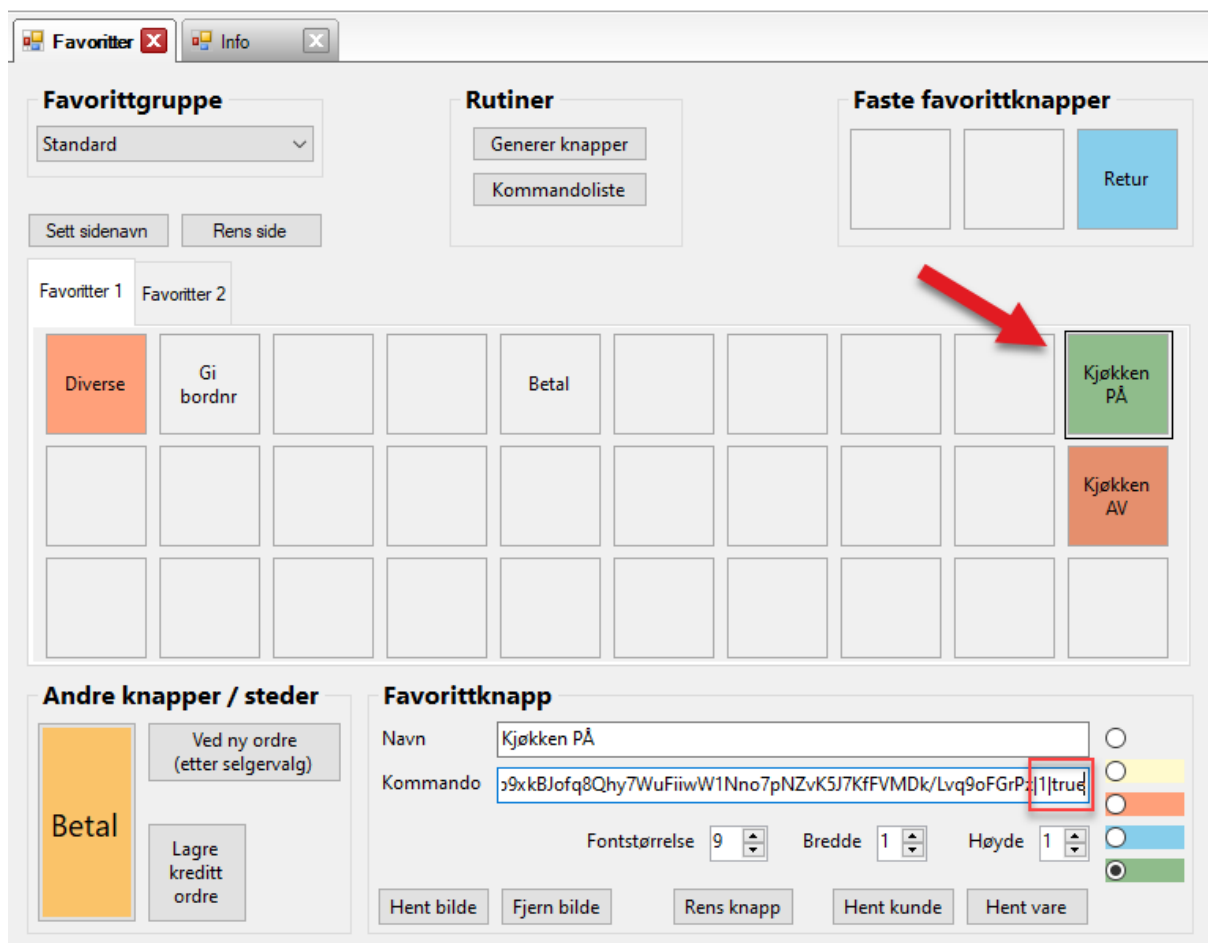 Favoritter
Info
Favorittgruppe
Rutiner
Faste favorittknapper
Standard
Generer knapper
Kommandoliste
Retur
Sett sidenavn
Rens side
Favoritter 1
Favoritter 2
Diverse
Gi
bordnr
Betal
Kjøkken
PÅ
Kjøkken
AV
Andre knapper / steder
Betal
Ved ny ordre
(etter selgervalg)
Lagre
kreditt
ordre
Favorittknapp
Navn
Kjøkken PÅ
Kommando
o9xkBJofq8Qhy7WuFiiwW1Nno7pNZvK5J7KfFVMDk/Lvq9oFGrPz|1|true
Fontstørrelse 9
Bredde 1
Høyde 1
Hent bilde
Fjern bilde
Rens knapp
Hent kunde
Hent vare